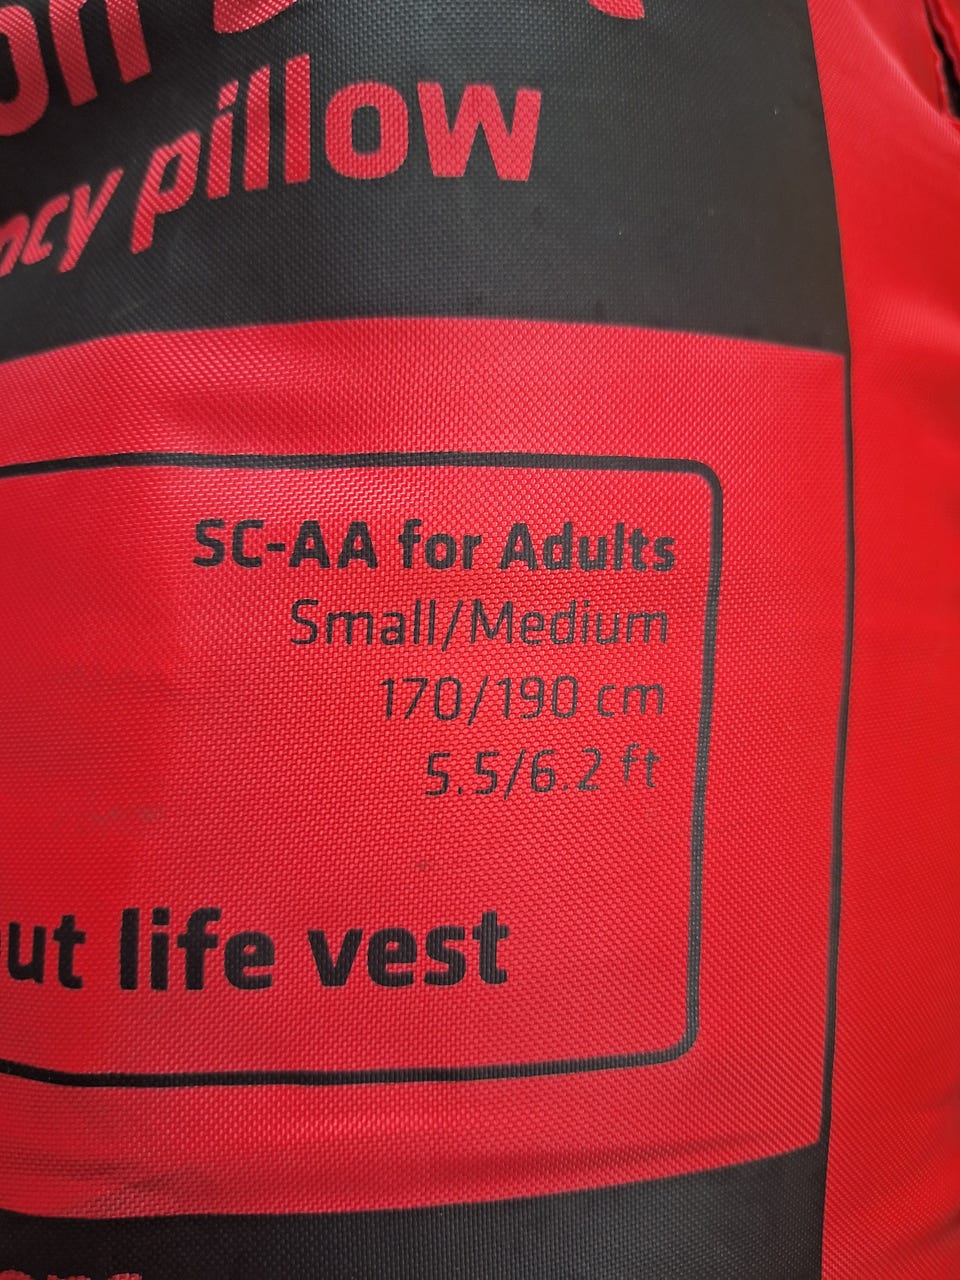 pillow
SC-AA for Adults
Small/Medium
170/190 cm
5.5/6.2 ft
life vest